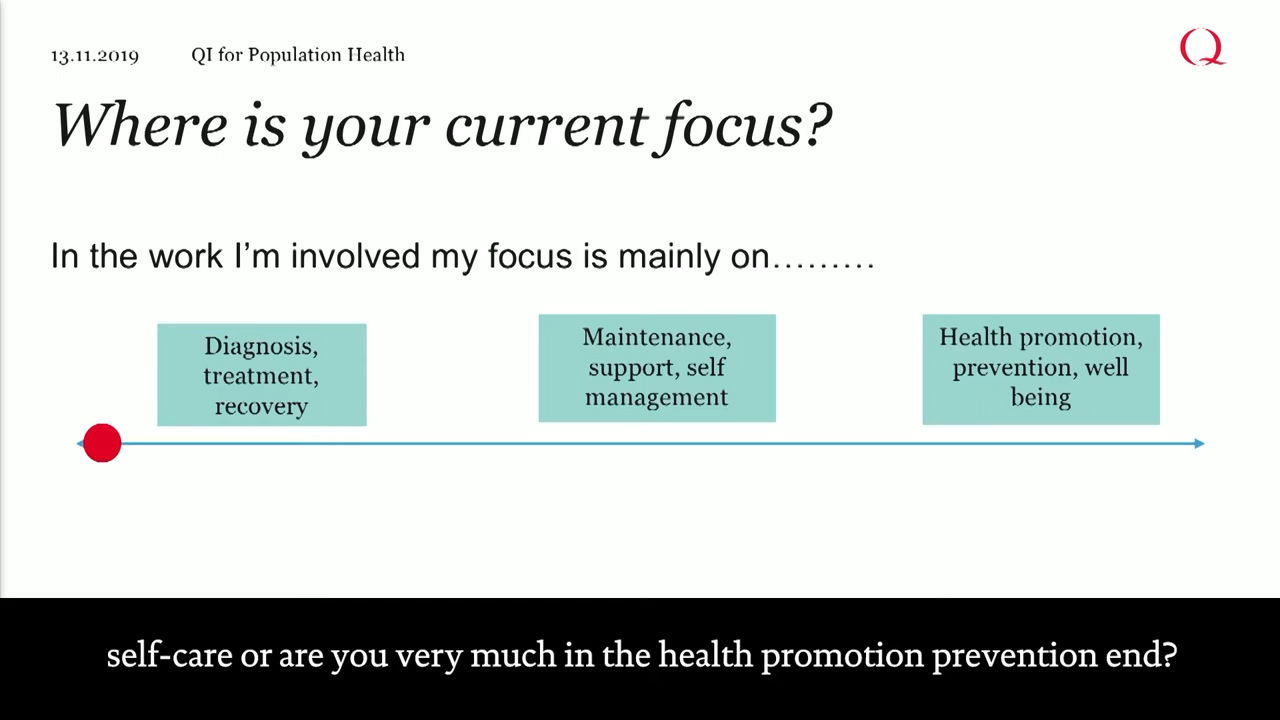 13.11.2019 QI for Population Health
Q
Where is your current focus?
In the work I'm involved my focus is mainly on………
Diagnosis,
treatment,
recovery
Maintenance,
support, self
management
Health promotion,
prevention, well
being
self-care or are you very much in the health promotion prevention end?